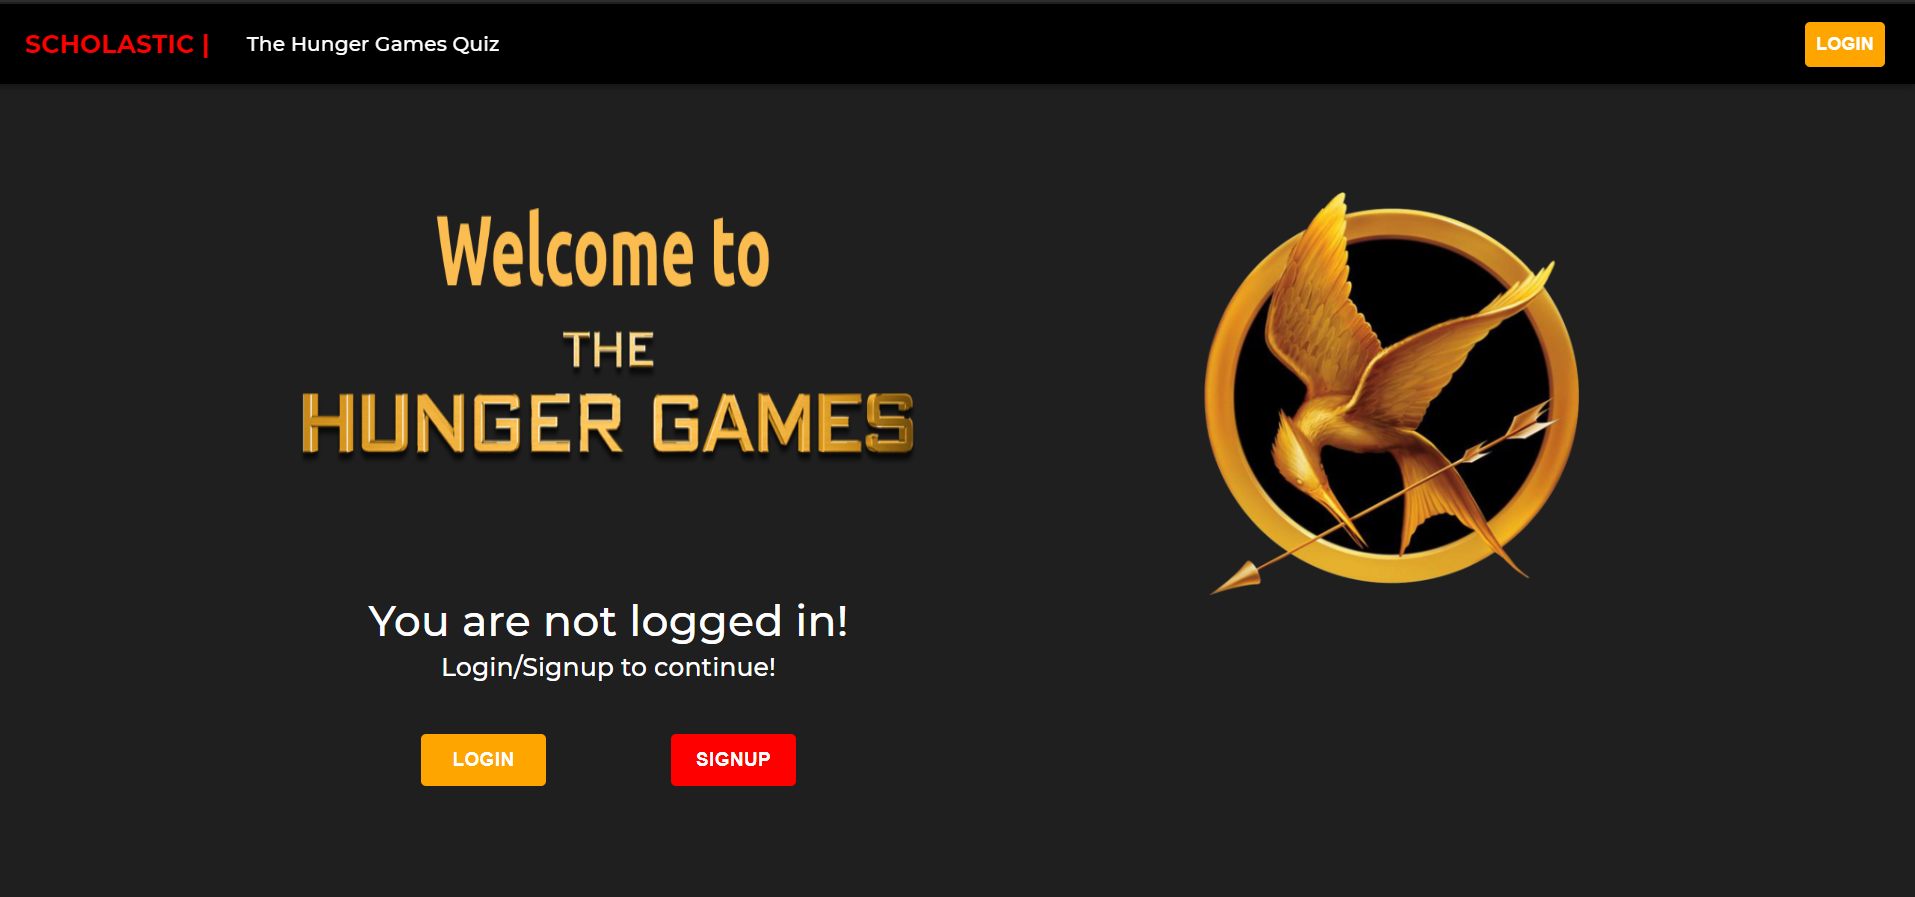 SCHOLASTIC | The Hunger Games Quiz LOGIN
Welcome to
THE
HUNGER GAMES
You are not logged in!
Login/Signup to continue!
LOGIN SIGNUP